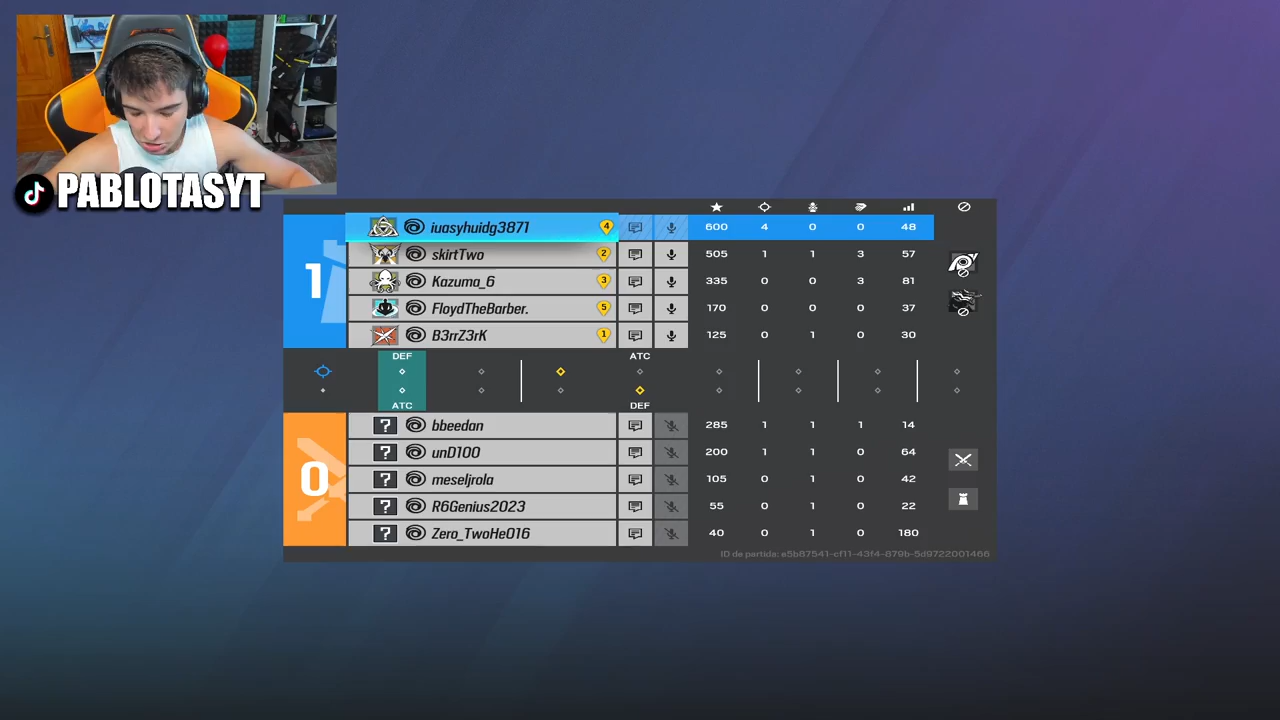 PABLOTASYT
1
iuasyhuidg3871 4 600 4 0 0 48
skirtTwo 2 505 1 1 3 57
Kazuma_6 3 335 0 0 3 81
FloydTheBarber. 5 170 0 0 0 37
B3rrZ3rK 1 125 0 1 0 30
DEF ATC
ATC DEF
0
bbeedan 285 1 1 1 14
? unD100 200 1 1 0 64
? meseljrola 105 0 1 0 42
? R6Genius2023 55 0 1 0 22
? Zero_TwoHe016 40 0 1 0 180
ID de partida: e5b87541-cf11-43f4-879b-5d9722001466